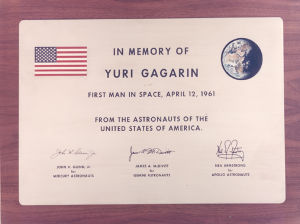 IN MEMORY OF
YURI GAGARIN
FIRST MAN IN SPACE, APRIL 12, 1961
FROM THE ASTRONAUTS OF THE
UNITED STATES OF AMERICA.
JOHN H. GLENN, JR.
for
MERCURY ASTRONAUTS
JAMES A. McDIVITT
for
GEMINI ASTRONAUTS
NEIL ARMSTRONG
for
APOLLO ASTRONAUTS